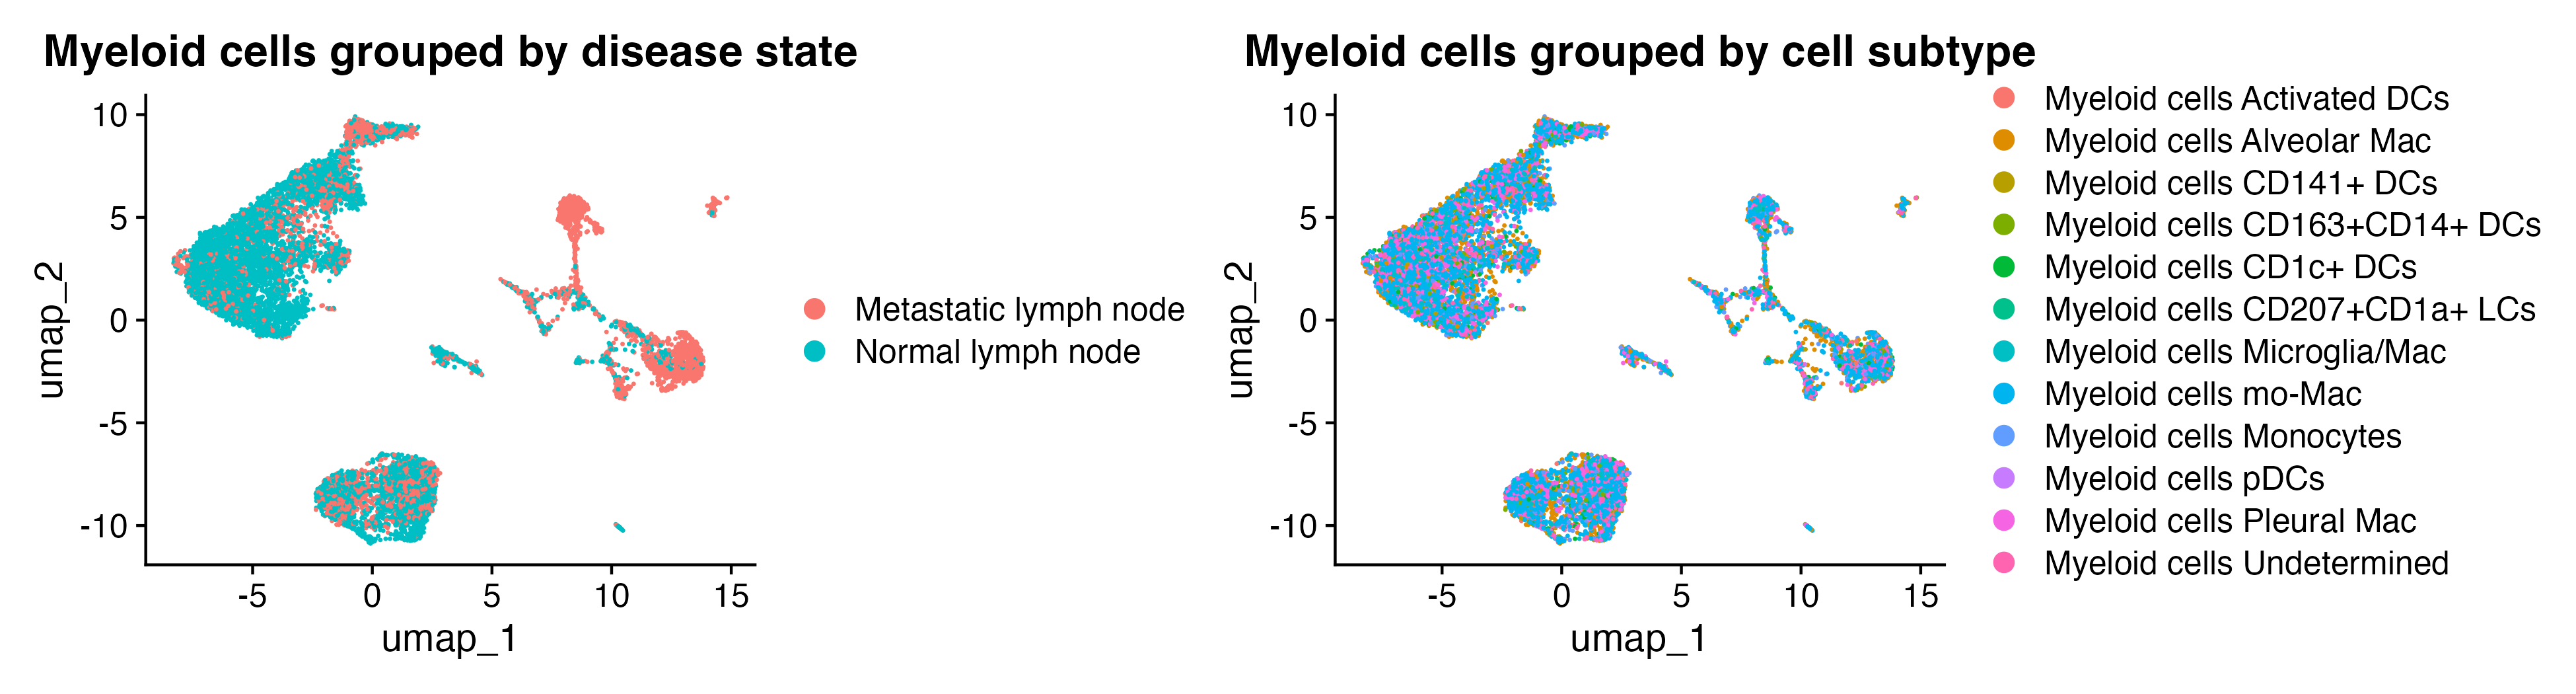 Myeloid cells grouped by disease state
10
5
0
-5
-10
umap_2
-5 0 5 10 15
umap_1
Metastatic lymph node
Normal lymph node
Myeloid cells grouped by cell subtype
10
5
0
-5
-10
umap_2
-5 0 5 10 15
umap_1
Myeloid cells Activated DCs
Myeloid cells Alveolar Mac
Myeloid cells CD141+ DCs
Myeloid cells CD163+CD14+ DCs
Myeloid cells CD1c+ DCs
Myeloid cells CD207+CD1a+ LCs
Myeloid cells Microglia/Mac
Myeloid cells mo-Mac
Myeloid cells Monocytes
Myeloid cells pDCs
Myeloid cells Pleural Mac
Myeloid cells Undetermined